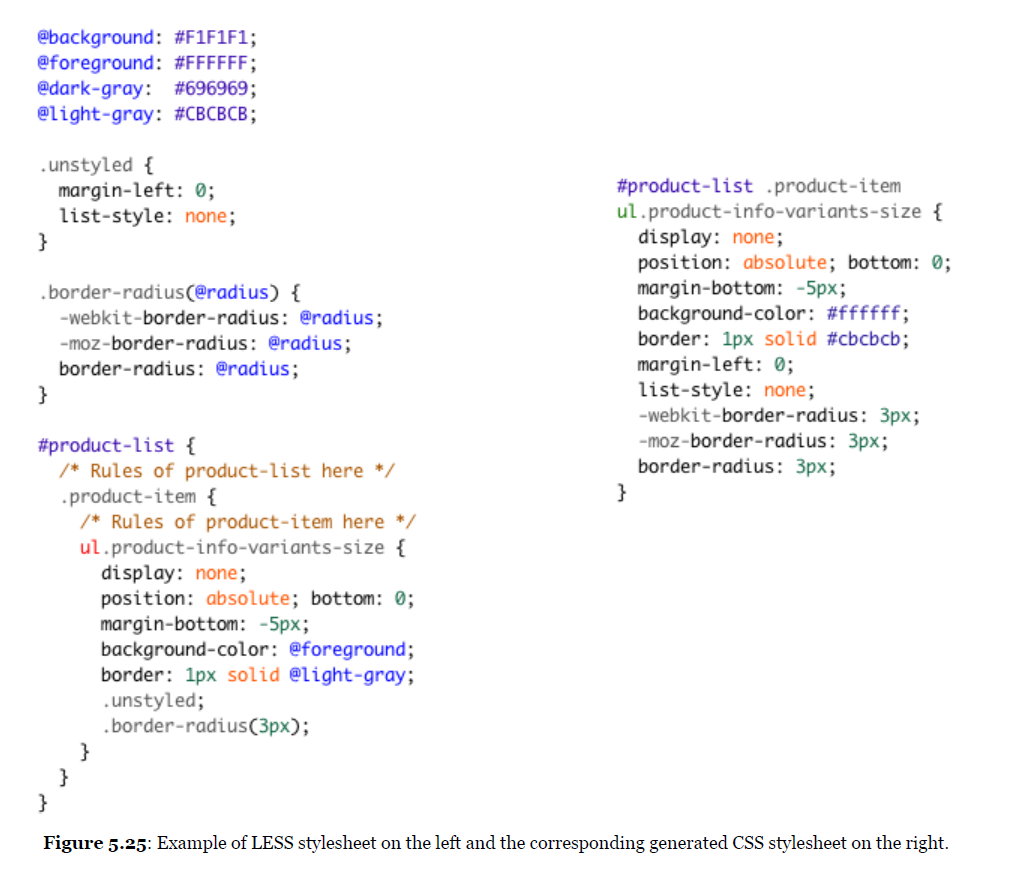 @background: #F1F1F1;
@foreground: #FFFFFF;
@dark-gray:  #696969;
@light-gray: #CBCBCB;

.unstyled {
  margin-left: 0;
  list-style: none;
}

.border-radius(@radius) {
  -webkit-border-radius: @radius;
  -moz-border-radius: @radius;
  border-radius: @radius;
}

#product-list {
  /* Rules of product-list here */
  .product-item {
    /* Rules of product-item here */
    ul.product-info-variants-size {
      display: none;
      position: absolute; bottom: 0;
      margin-bottom: -5px;
      background-color: @foreground;
      border: 1px solid @light-gray;
      .unstyled;
      .border-radius(3px);
    }
  }
}

#product-list .product-item
ul.product-info-variants-size {
  display: none;
  position: absolute; bottom: 0;
  margin-bottom: -5px;
  background-color: #ffffff;
  border: 1px solid #cbcbcb;
  margin-left: 0;
  list-style: none;
  -webkit-border-radius: 3px;
  -moz-border-radius: 3px;
  border-radius: 3px;
}

Figure 5.25: Example of LESS stylesheet on the left and the corresponding generated CSS stylesheet on the right.